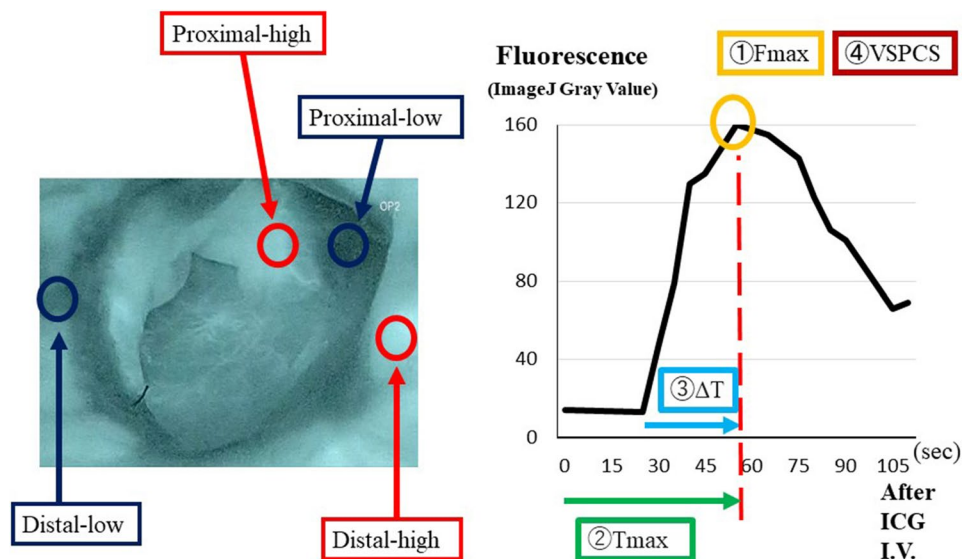 Proximal-high
Proximal-low
OP2
Distal-low
Distal-high
Fluorescence
(ImageJ Gray Value)
①Fmax
④VSPCS
160
120
80
40
0
③ΔT
0 15 30 45 60 75 90 105 (sec)
②Tmax
After
ICG
I.V.